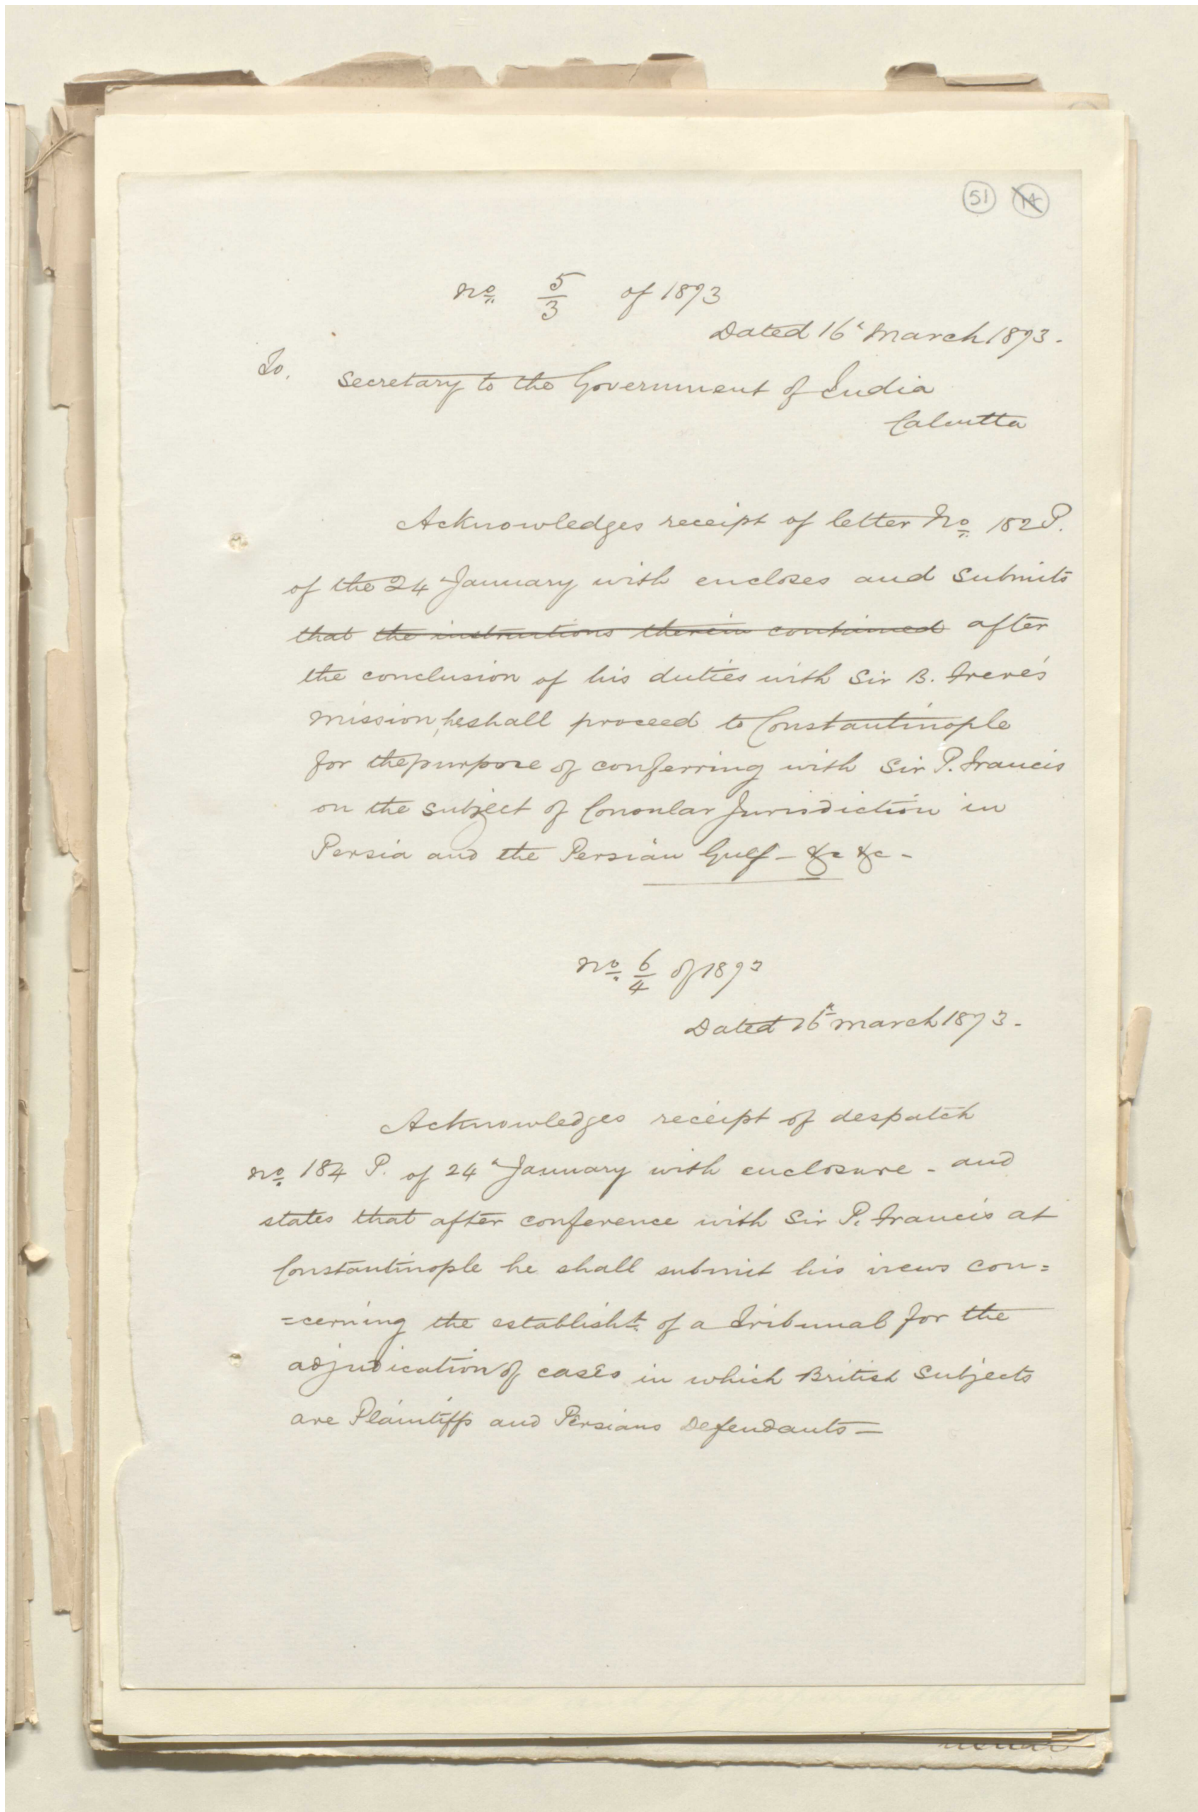 51 14
No. 5/3 of 1873
Dated 16th March 1873.
To.
Secretary to the Government of India
Calcutta
Acknowledges receipt of letter No. 182 P.
of the 24 January with encloses and submits
that the instructions therein contained after
the conclusion of his duties with Sir B. Frere's
mission, he shall proceed to Constantinople
for the purpose of conferring with Sir P. Francis
on the subject of Consular Jurisdiction in
Persia and the Persian Gulf - &c &c -
No. 6/4 of 1873
Dated 16th March 1873.
Acknowledges receipt of despatch
No. 184 P. of 24th January with enclosure - and
states that after conference with Sir P. Francis at
Constantinople he shall submit his views con=
=cerning the establisht. of a Tribunal for the
adjudication of cases in which British Subjects
are Plaintiffs and Persians Defendants =